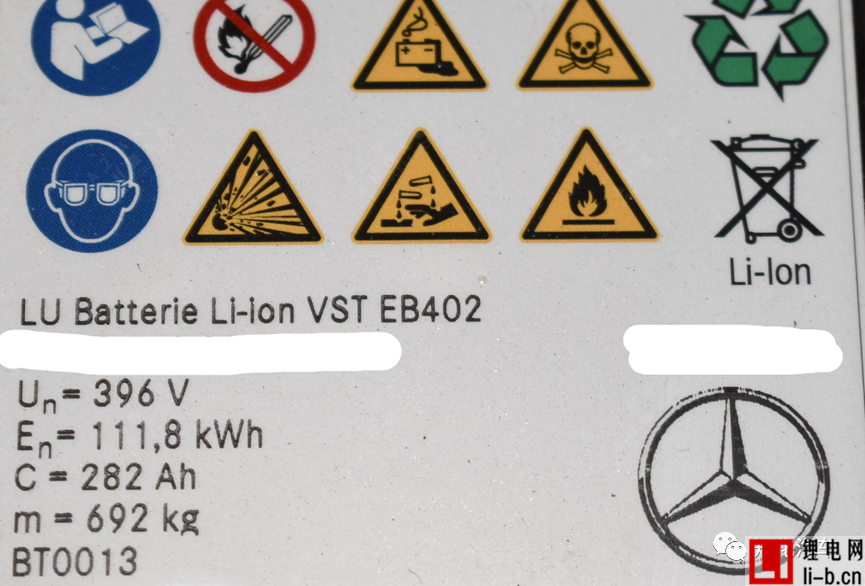 Li-Ion
LU Batterie Li-ion VST EB402
Un= 396 V
En= 111,8 kWh
C = 282 Ah
m = 692 kg
BT0013
LI
锂电网
li-b.cn